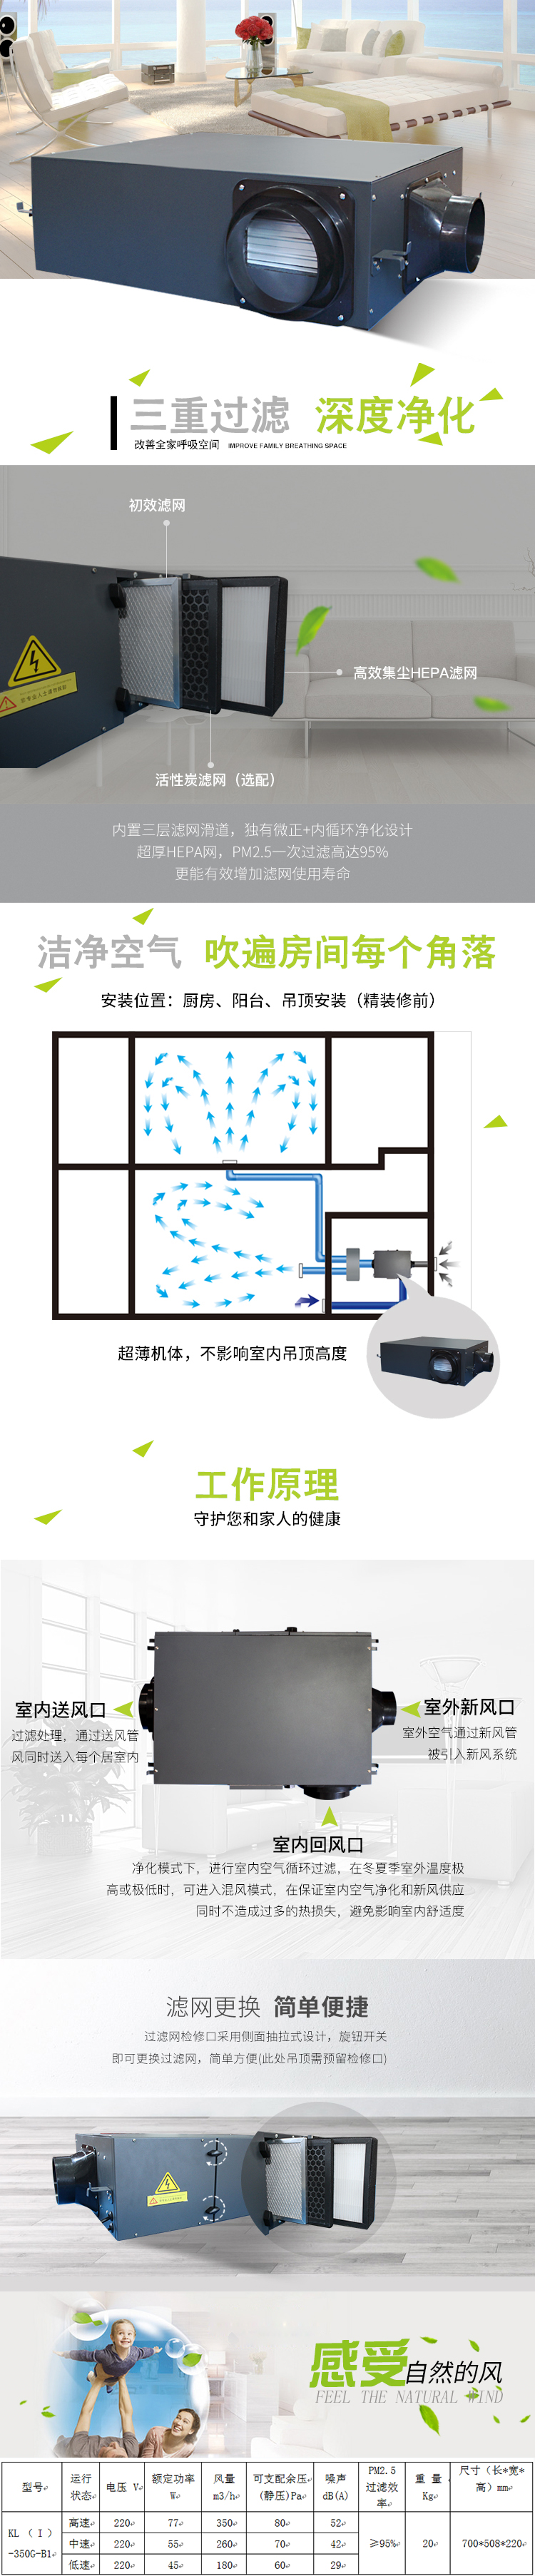 三重过滤 深度净化
改善全家呼吸空间 IMPROVE FAMILY BREATHING SPACE
初效滤网
高效集尘HEPA滤网
活性炭滤网（选配）
内置三层滤网滑道，独有微正+内循环净化设计
超厚HEPA网，PM2.5一次过滤高达95%
更能有效增加滤网使用寿命
洁净空气 吹遍房间每个角落
安装位置：厨房、阳台、吊顶安装（精装修前）
超薄机体，不影响室内吊顶高度
工作原理
守护您和家人的健康
室内送风口
过滤处理，通过送风管
风同时送入每个居室内
室外新风口
室外空气通过新风管
被引入新风系统
室内回风口
净化模式下，进行室内空气循环过滤，在冬夏季室外温度极
高或极低时，可进入混风模式，在保证室内空气净化和新风供应
同时不造成过多的热损失，避免影响室内舒适度
滤网更换 简单便捷
过滤网检修口采用侧面抽拉式设计，旋钮开关
即可更换过滤网，简单方便(此处吊顶需预留检修口)
感受自然的风
FEEL THE NATURAL WIND
型号 运行状态 电压 V 额定功率 W 风量 m3/h 可支配余压(静压)Pa 噪声 dB(A) PM2.5过滤效率 重量 Kg 尺寸（长*宽*高）mm
KL（I）-350G-B1 高速 220 77 350 80 52 ≥95% 20 700*508*220
中速 220 55 260 70 42
低速 220 45 180 60 29